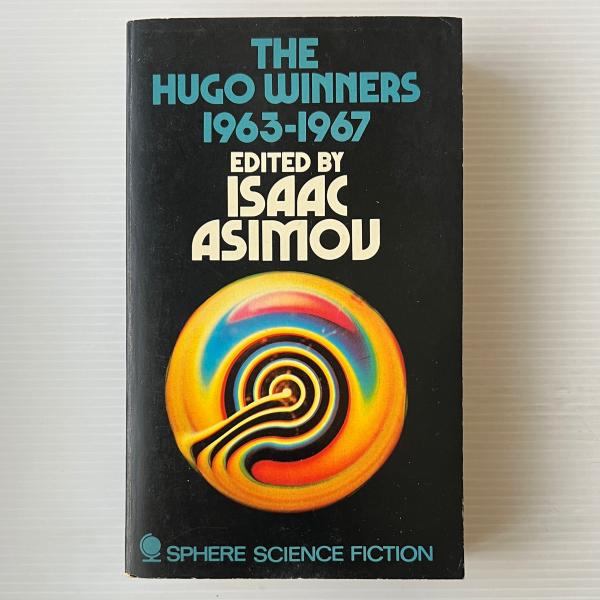 THE
HUGO WINNERS
1963-1967
EDITED BY
ISAAC
ASIMOV
SPHERE SCIENCE FICTION